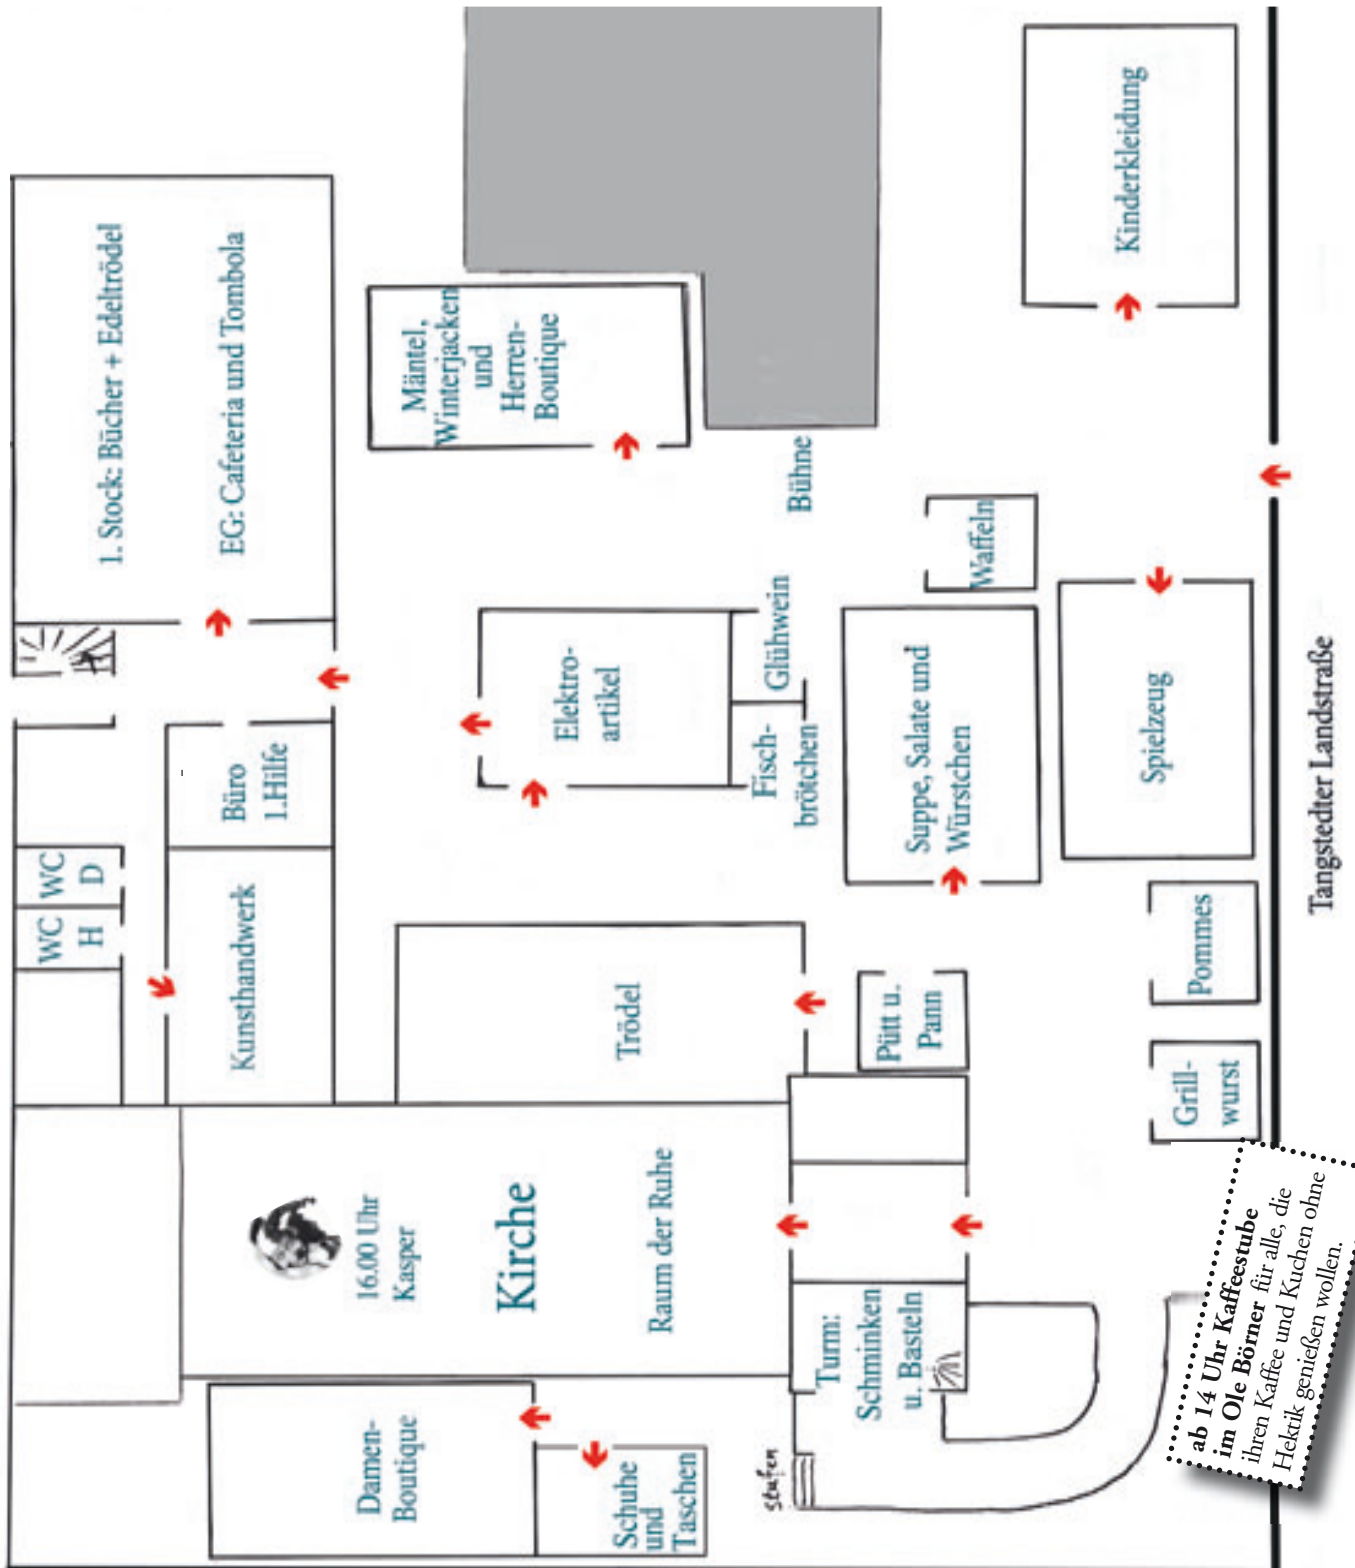 Damen-
Boutique
Schuhe
und
Taschen
stufen
16.00 Uhr
Kasper
Kirche
Raum der Ruhe
Turm:
Schminken
u. Basteln
WC
H
WC
D
Kunsthandwerk
Büro
1.Hilfe
Trödel
Pütt u.
Pann
Grill-
wurst
Pommes
1. Stock: Bücher + Edeltrödel
EG: Cafeteria und Tombola
Elektro-
artikel
Fisch-
brötchen
Glühwein
Suppe, Salate und
Würstchen
Spielzeug
Waffeln
Mäntel,
Winterjacken
und
Herren-
Boutique
Bühne
Kinderkleidung
Tangstedter Landstraße
ab 14 Uhr Kaffeestube
im Ole Börner für alle, die
ihren Kaffee und Kuchen ohne
Hektik genießen wollen.